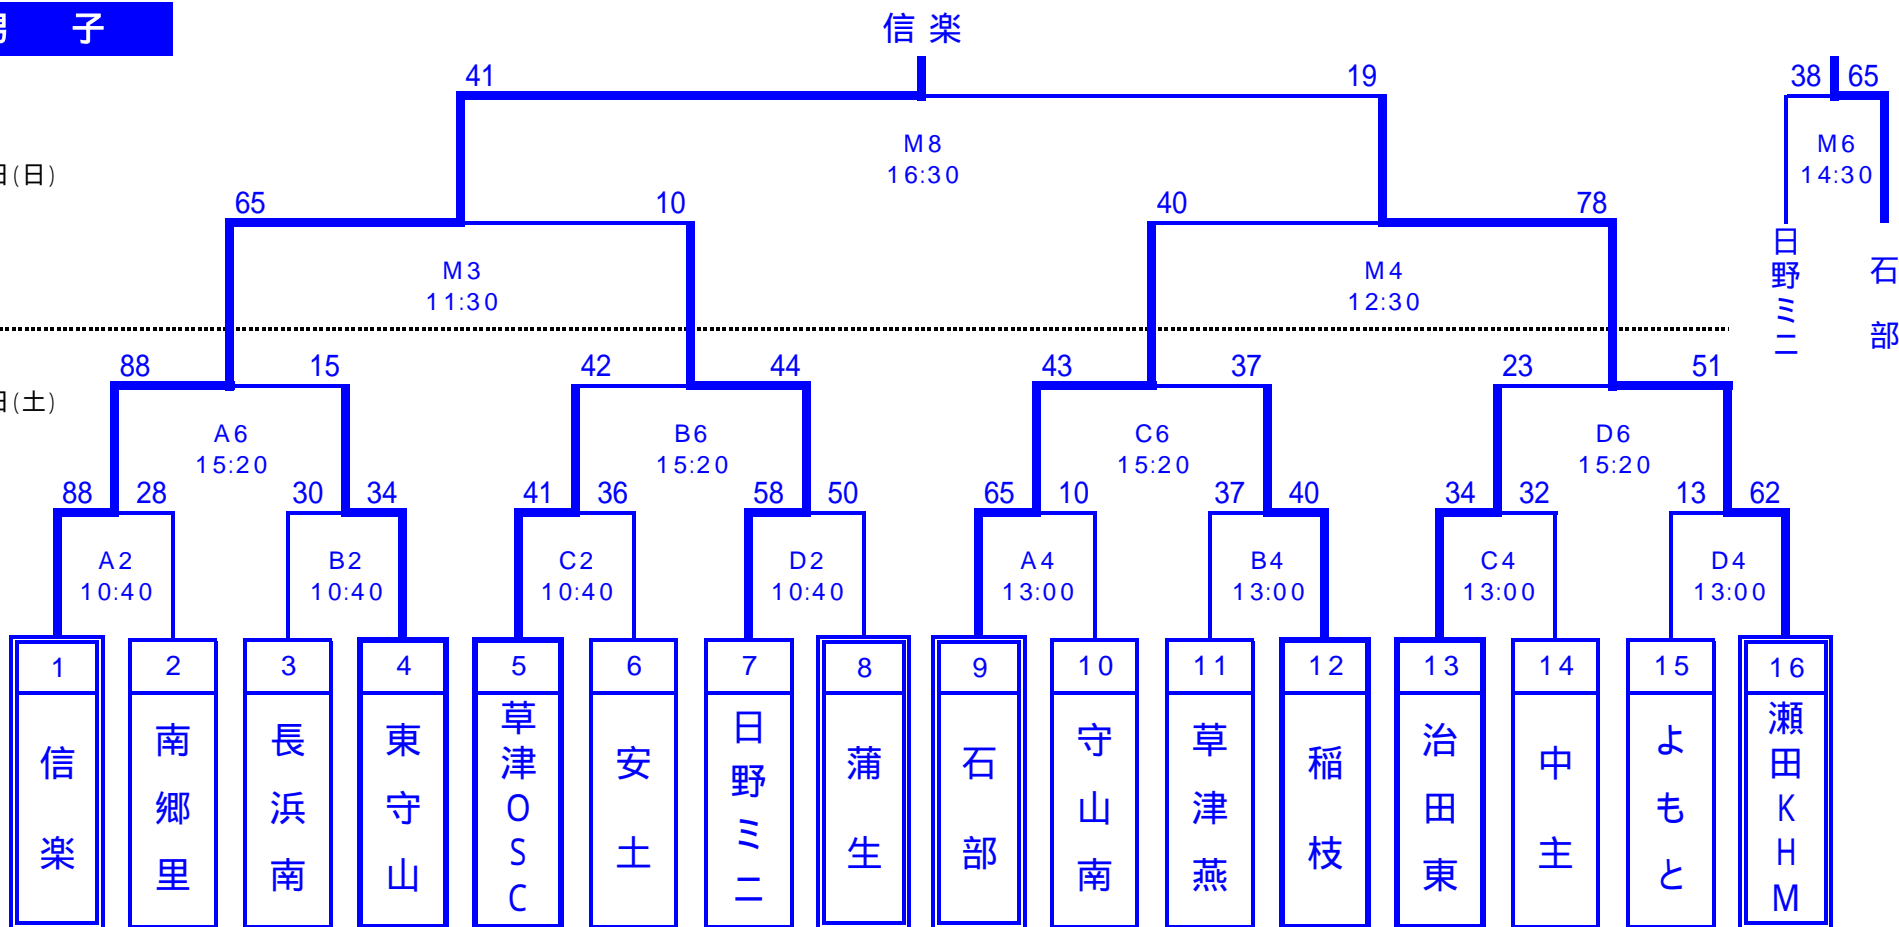 男 子
信 楽
41 19 38 65
M8 M6
16:30 14:30
日(日)
65 10 40 78
M3 M4
11:30 12:30
日野ミニ
石部
88 15 42 44 43 37 23 51
日(土)
A6 B6 C6 D6
15:20 15:20 15:20 15:20
88 28 30 34 41 36 58 50 65 10 37 40 34 32 13 62
A2 B2 C2 D2 A4 B4 C4 D4
10:40 10:40 10:40 10:40 13:00 13:00 13:00 13:00
1 2 3 4 5 6 7 8 9 10 11 12 13 14 15 16
信楽
南郷里
長浜南
東守山
草津OSC
安土
日野ミニ
蒲生
石部
守山南
草津燕
稲枝
治田東
中主
よもと
瀬田KHM